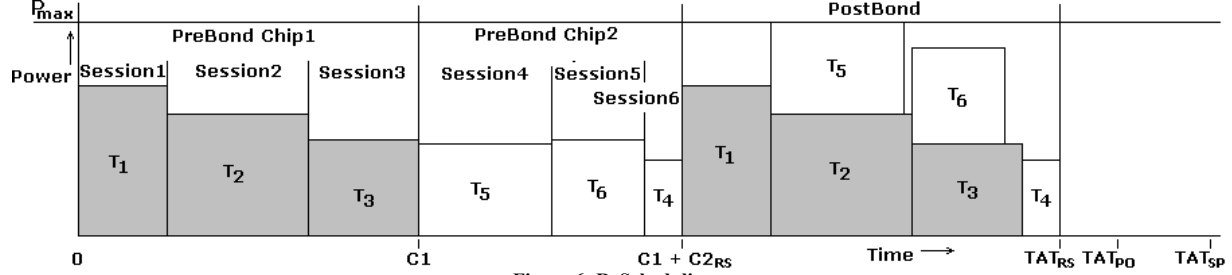 Pmax
PostBond
PreBond Chip1
PreBond Chip2
Power
Session1
Session2
Session3
Session4
Session5
Session6
T5
T6
T1
T2
T3
T5
T6
T4
T1
T2
T3
T4
0
C1
C1 + C2RS
Time
TATRS
TATPO
TATSP